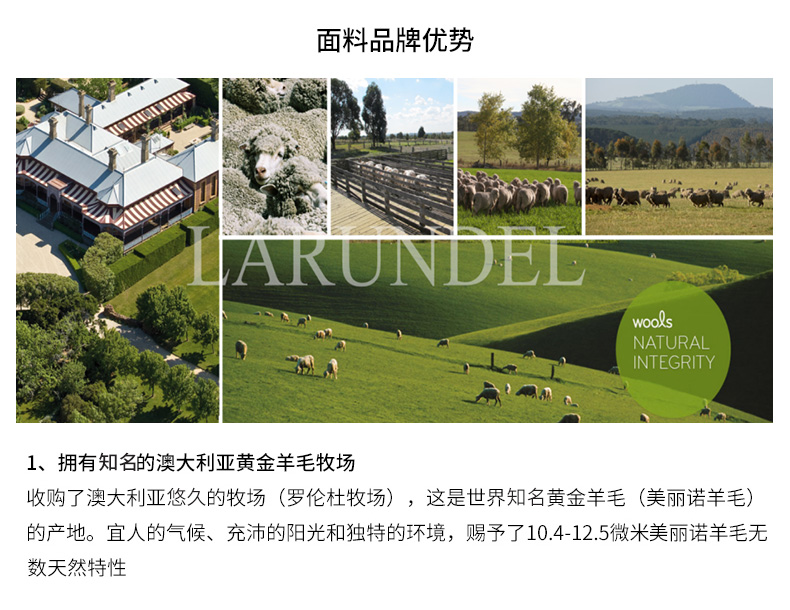 面料品牌优势
LARUNDEL
wools
NATURAL
INTEGRITY
1、拥有知名的澳大利亚黄金羊毛牧场
收购了澳大利亚悠久的牧场（罗伦杜牧场），这是世界知名黄金羊毛（美丽诺羊毛）
的产地。宜人的气候、充沛的阳光和独特的环境，赐予了10.4-12.5微米美丽诺羊毛无
数天然特性